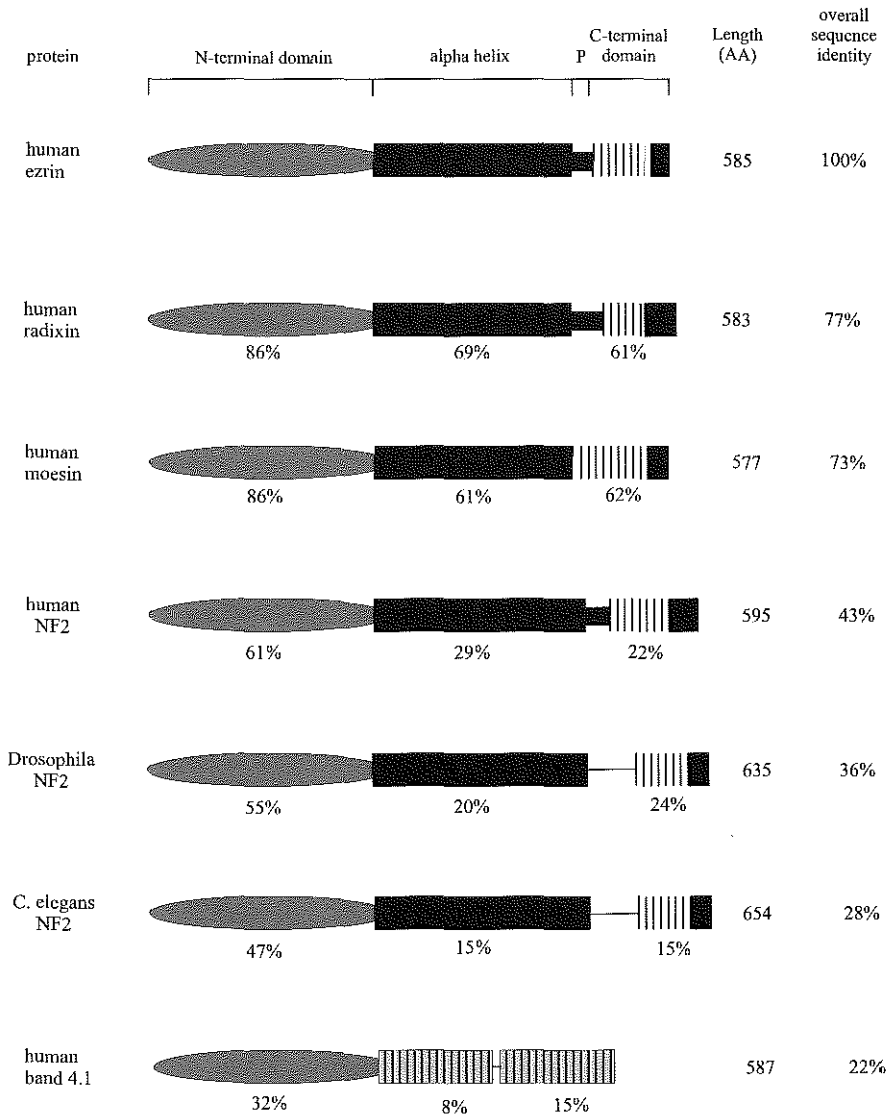 overall
C-terminal Length sequence
protein N-terminal domain alpha helix P domain (AA) identity
human
ezrin 585 100%
human
radixin 583 77%
86% 69% 61%
human
moesin 577 73%
86% 61% 62%
human
NF2 595 43%
61% 29% 22%
Drosophila
NF2 635 36%
55% 20% 24%
C. elegans
NF2 654 28%
47% 15% 15%
human
band 4.1 587 22%
32% 8% 15%